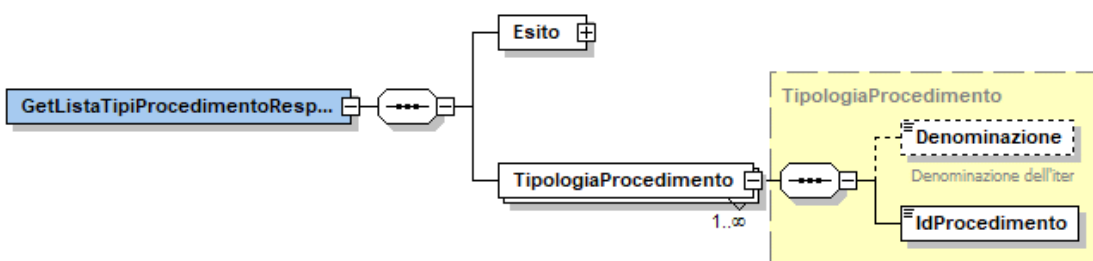 Esito
GetListaTipiProcedimentoResp...
TipologiaProcedimento
Denominazione
Denominazione dell'iter
TipologiaProcedimento
1..∞
IdProcedimento